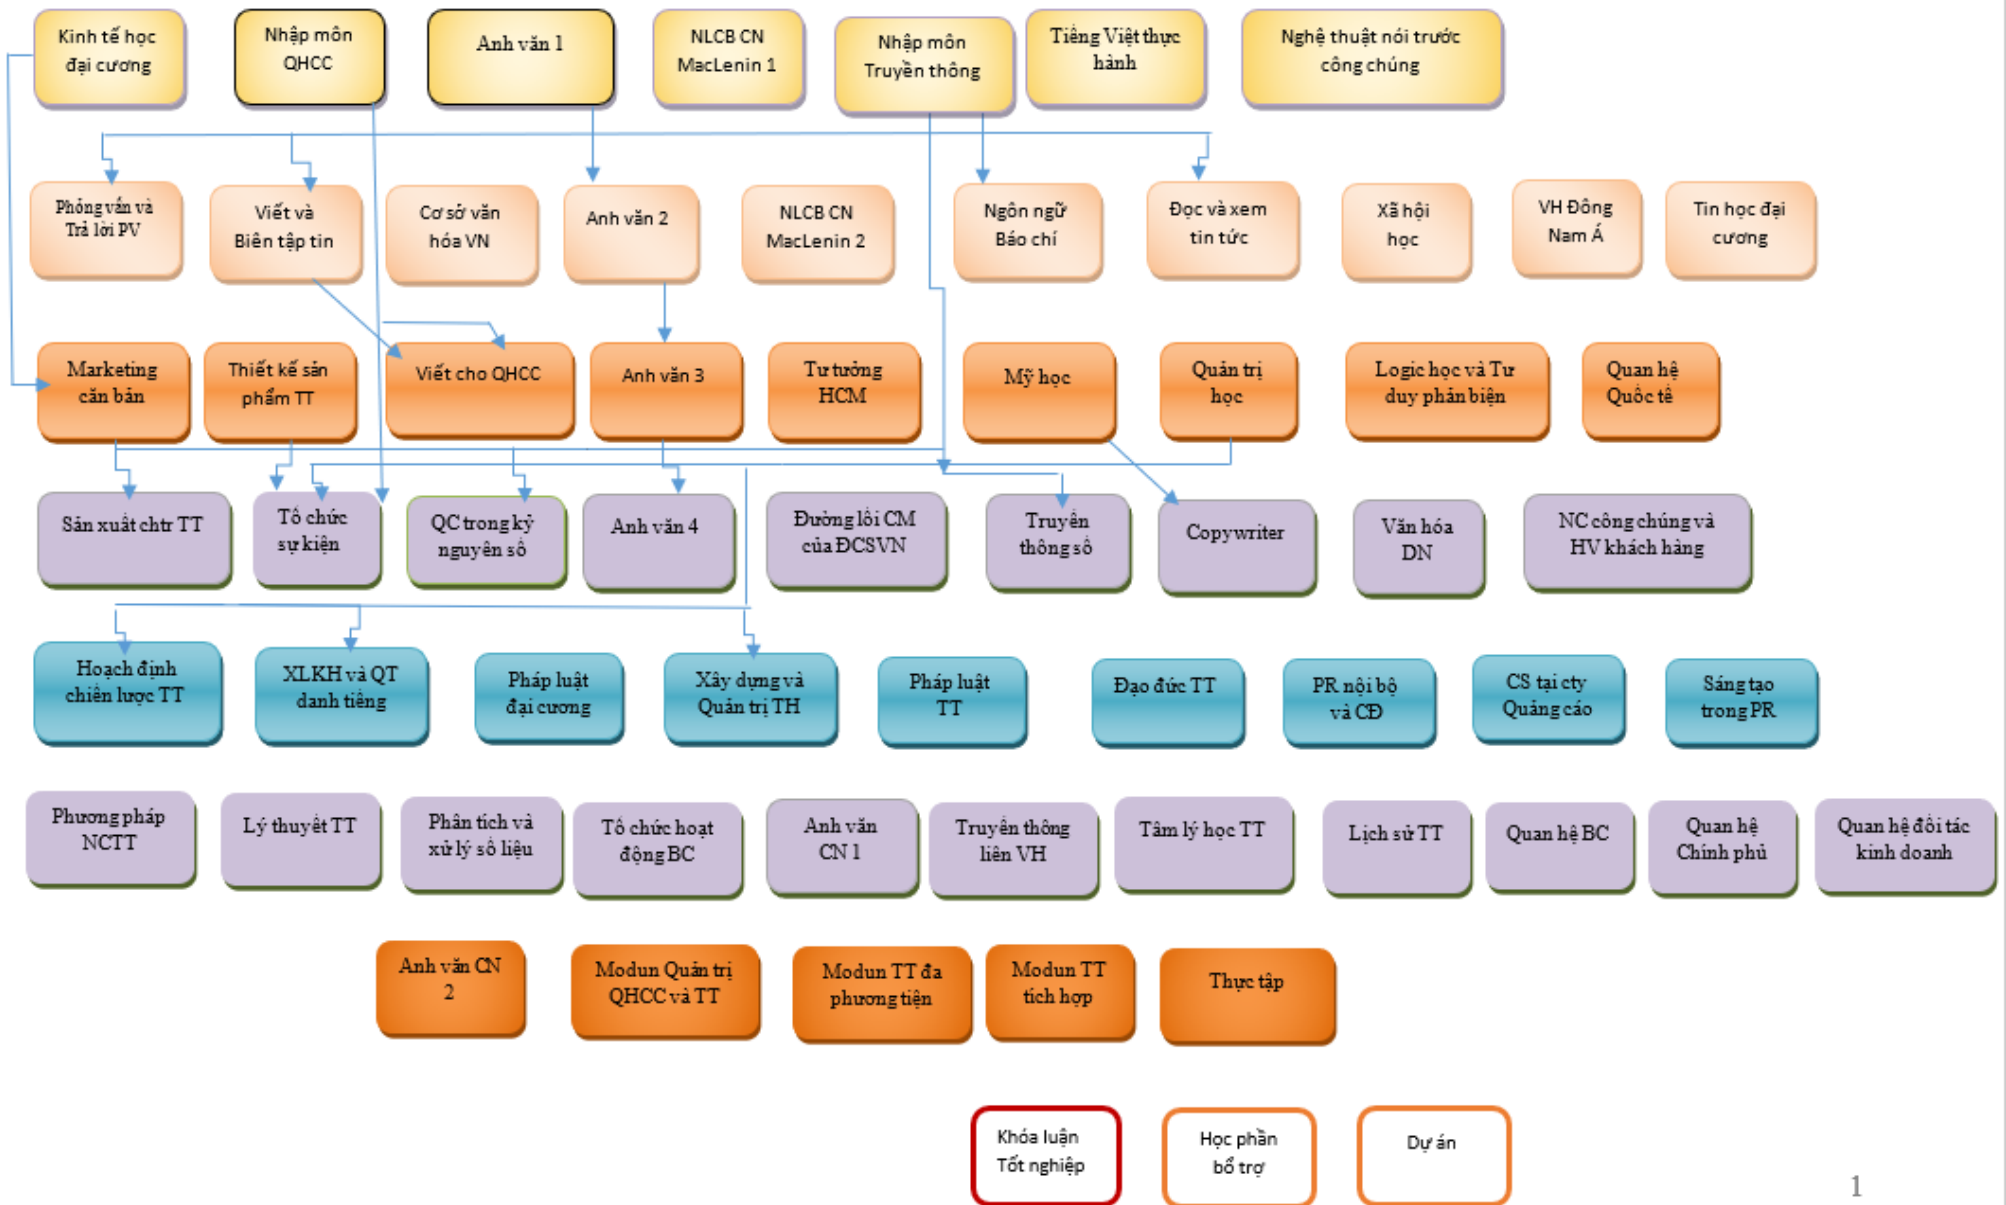 Kinh tế học
đại cương
Nhập môn
QHCC
Anh văn 1
NLCB CN
MacLenin 1
Nhập môn
Truyền thông
Tiếng Việt thực
hành
Nghệ thuật nói trước
công chúng
Phỏng vấn và
Trả lời PV
Viết và
Biên tập tin
Cơ sở văn
hóa VN
Anh văn 2
NLCB CN
MacLenin 2
Ngôn ngữ
Báo chí
Đọc và xem
tin tức
Xã hội
học
VH Đông
Nam Á
Tin học đại
cương
Marketing
căn bản
Thiết kế sản
phẩm TT
Viết cho QHCC
Anh văn 3
Tư tưởng
HCM
Mỹ học
Quản trị
học
Logic học và Tư
duy phản biện
Quan hệ
Quốc tế
Sản xuất chtr TT
Tổ chức
sự kiện
QC trong kỷ
nguyên số
Anh văn 4
Đường lối CM
của ĐCSVN
Truyền
thông số
Copywriter
Văn hóa
DN
NC công chúng và
HV khách hàng
Hoạch định
chiến lược TT
XLKH và QT
danh tiếng
Pháp luật
đại cương
Xây dựng và
Quản trị TH
Pháp luật
TT
Đạo đức TT
PR nội bộ
và CĐ
CS tại cty
Quảng cáo
Sáng tạo
trong PR
Phương pháp
NCTT
Lý thuyết TT
Phân tích và
xử lý số liệu
Tổ chức hoạt
động BC
Anh văn
CN 1
Truyền thông
liên VH
Tâm lý học TT
Lịch sử TT
Quan hệ BC
Quan hệ
Chính phủ
Quan hệ đối tác
kinh doanh
Anh văn CN
2
Modun Quản trị
QHCC và TT
Modun TT đa
phương tiện
Modun TT
tích hợp
Thực tập
Khóa luận
Tốt nghiệp
Học phần
bổ trợ
Dự án
1